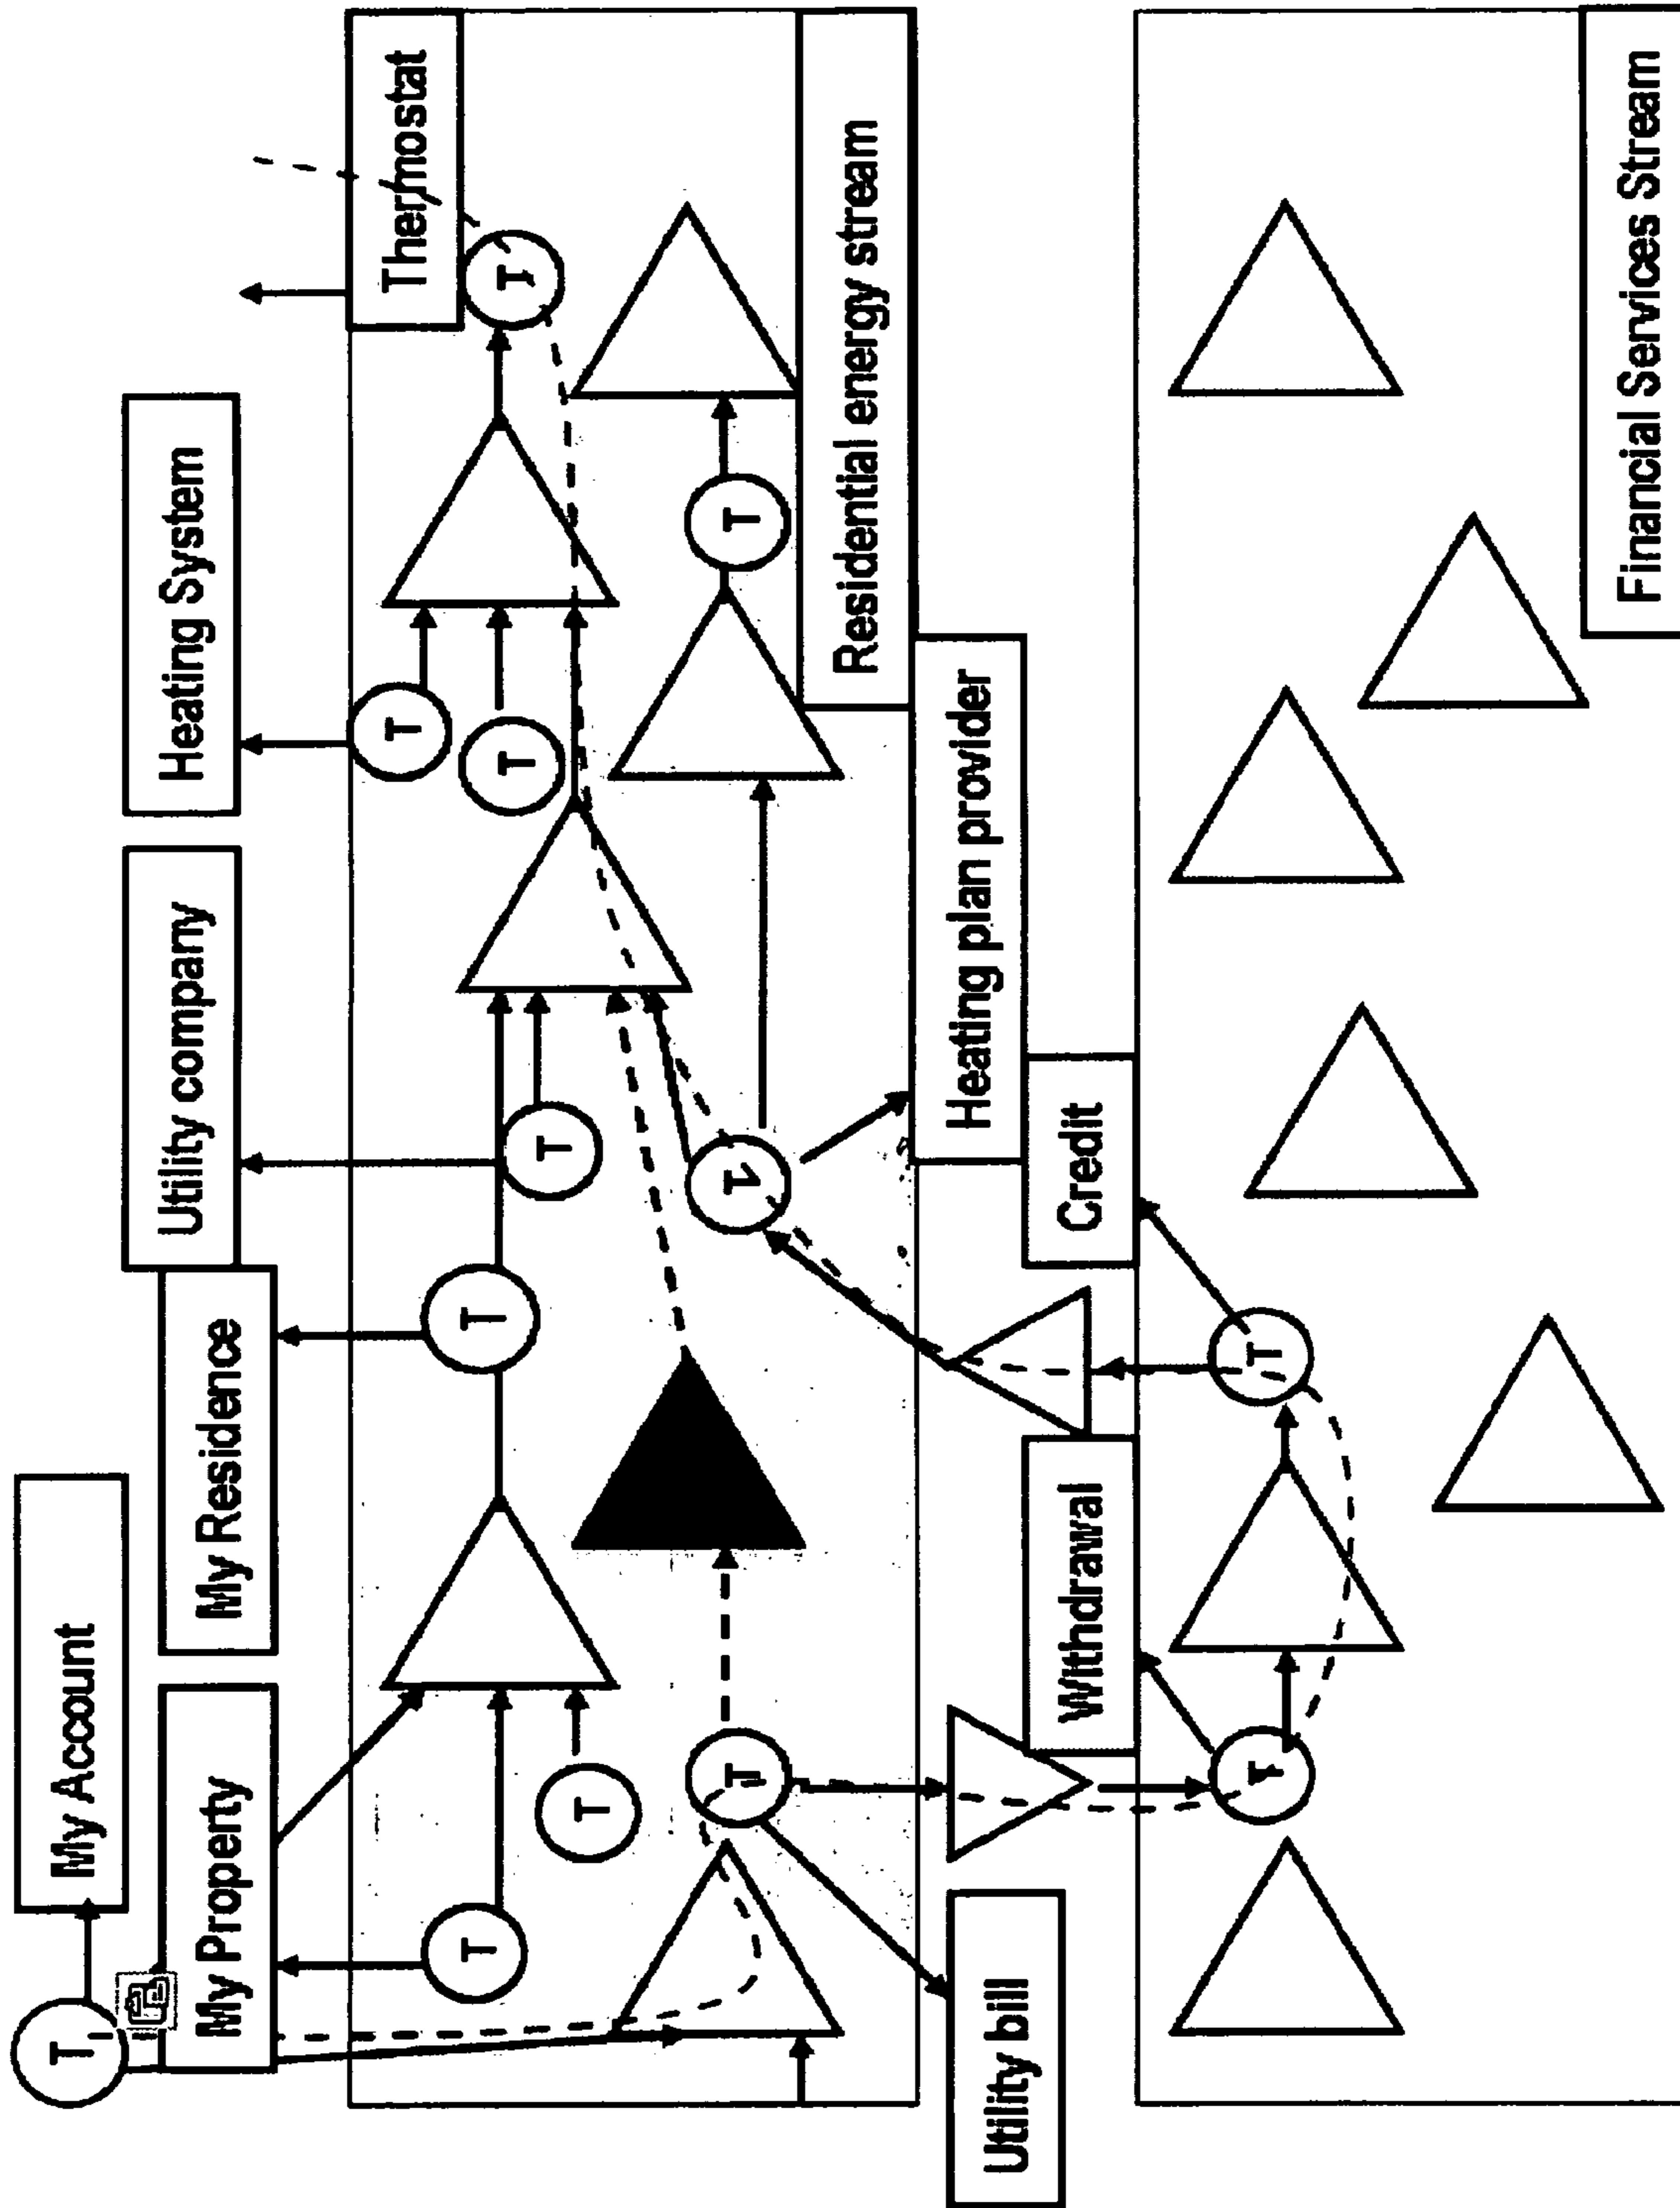 T
My Account
My Property
My Residence
Utility company
Heating System
Thermostat
T
T
T
T
T
T
T
T
T
T
Residential energy stream
Heating plan provider
Utility bill
Withdrawal
Credit
T
T
Financial Services Stream